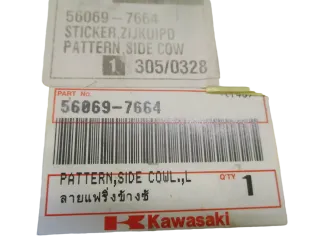 56069-7664
STICKER,ZIJKUIPD
PATTERN,SIDE COW
1 305/0328
PART NO.
56069-7664
PATTERN,SIDE COWL.,L
Q'TY 1
ลายแฟริ่งข้างซ้
Kawasaki